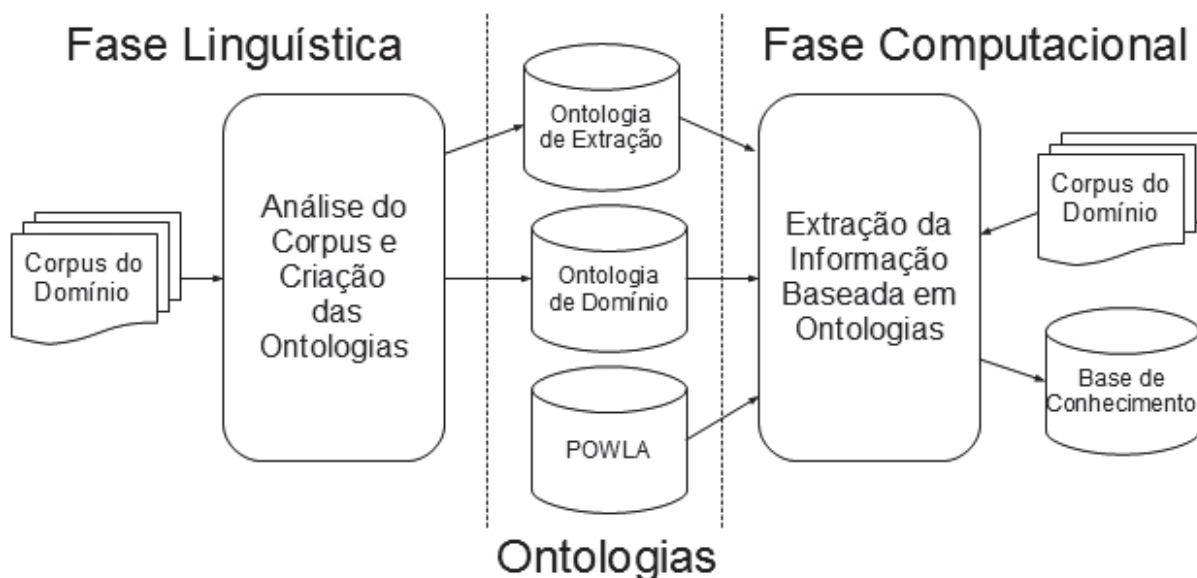 Fase Linguística
Fase Computacional
Corpus do
Domínio
Análise do
Corpus e
Criação
das
Ontologias
Ontologia
de Extração
Ontologia
de Domínio
POWLA
Extração da
Informação
Baseada em
Ontologias
Corpus do
Domínio
Base de
Conhecimento
Ontologias